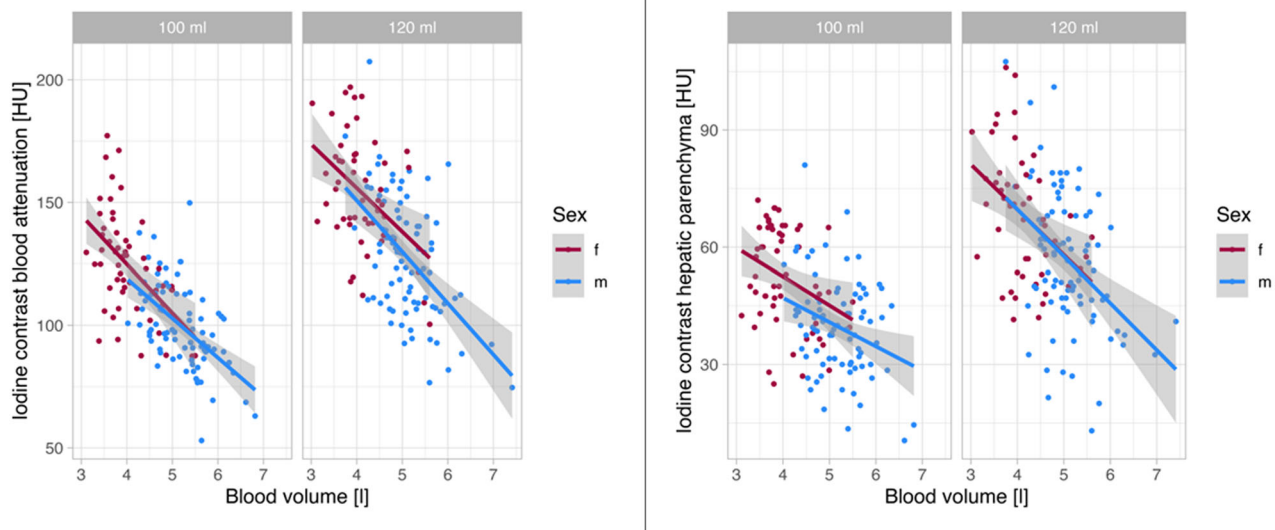 100 ml 120 ml
Iodine contrast blood attenuation [HU]
200
150
100
50
3 4 5 6 7 3 4 5 6 7
Blood volume [l]
Sex
f
m
100 ml 120 ml
Iodine contrast hepatic parenchyma [HU]
90
60
30
3 4 5 6 7 3 4 5 6 7
Blood volume [l]
Sex
f
m